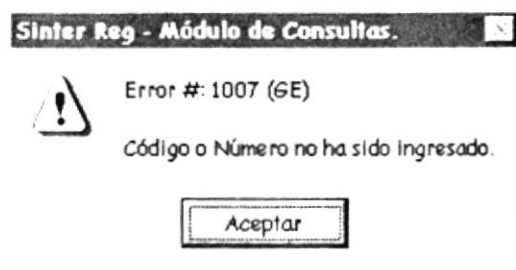 Sinter Reg - Módulo de Consultas.
Error #: 1007 (GE)
Código o Número no ha sido ingresado.
Aceptar